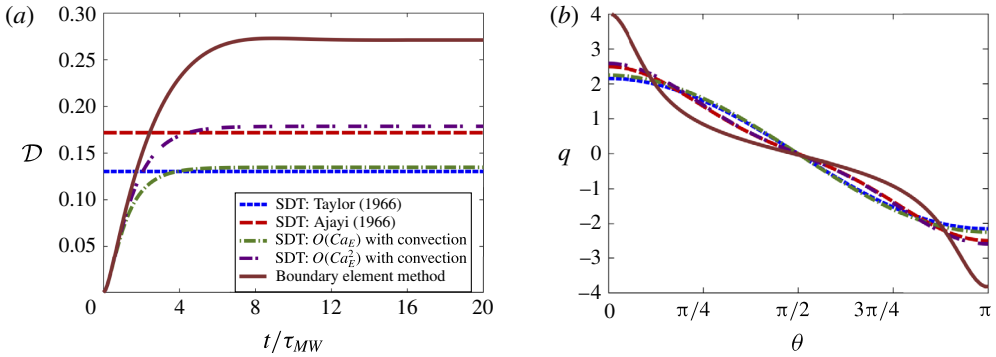 (a)
0.30
0.25
0.20
0.15
0.10
0.05
𝒟
0
4
8
12
16
20
t/τ_MW
SDT: Taylor (1966)
SDT: Ajayi (1966)
SDT: O(Ca_E) with convection
SDT: O(Ca_E^2) with convection
Boundary element method
(b)
4
3
2
1
0
−1
−2
−3
−4
q
0
π/4
π/2
3π/4
π
θ